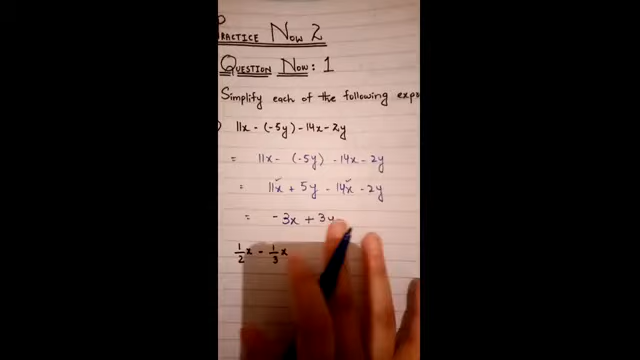 PRACTICE NOW 2
QUESTION NOW: 1
Simplify each of the following
11x - (-5y) - 14x - 2y
= 11x - (-5y) - 14x - 2y
= 11x + 5y - 14x - 2y
= - 3x + 3y
1/2 x - 1/3 x